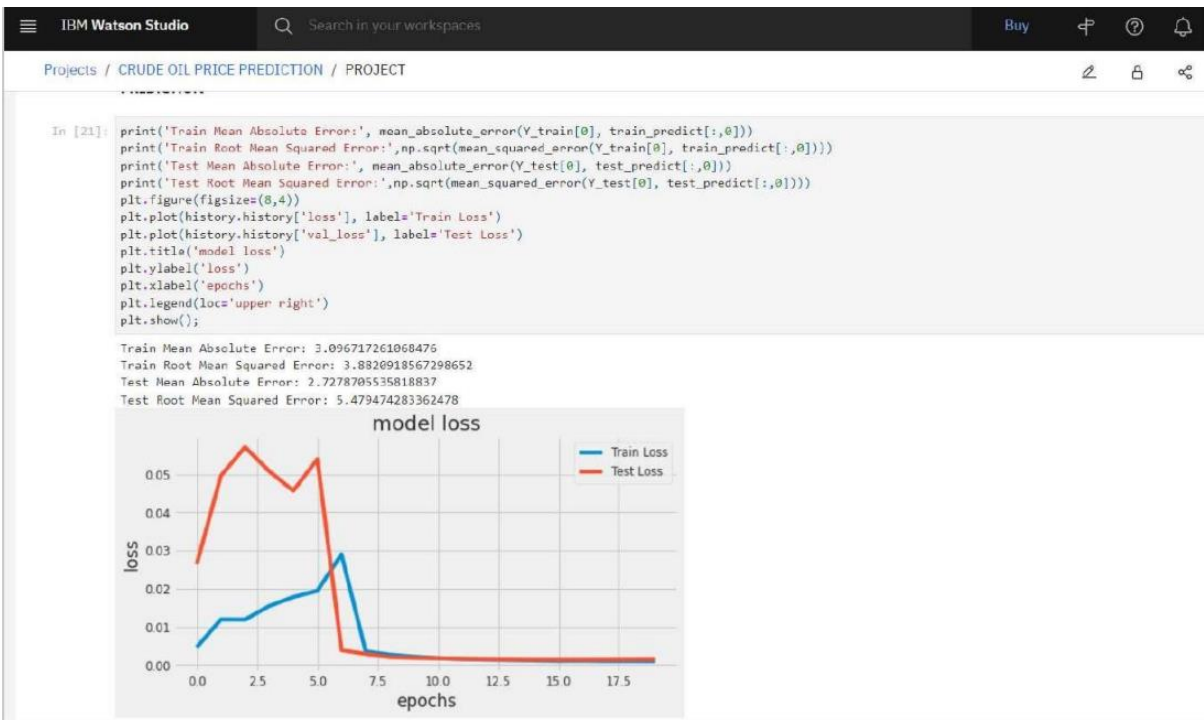 IBM Watson Studio
Search in your workspaces
Buy
Projects / CRUDE OIL PRICE PREDICTION / PROJECT
In [21]:
print('Train Mean Absolute Error:', mean_absolute_error(Y_train[0], train_predict[:,0]))
print('Train Root Mean Squared Error:',np.sqrt(mean_squared_error(Y_train[0], train_predict[:,0])))
print('Test Mean Absolute Error:', mean_absolute_error(Y_test[0], test_predict[:,0]))
print('Test Root Mean Squared Error:',np.sqrt(mean_squared_error(Y_test[0], test_predict[:,0])))
plt.figure(figsize=(8,4))
plt.plot(history.history['loss'], label='Train Loss')
plt.plot(history.history['val_loss'], label='Test Loss')
plt.title('model loss')
plt.ylabel('loss')
plt.xlabel('epochs')
plt.legend(loc='upper right')
plt.show();
Train Mean Absolute Error: 3.096717261068476
Train Root Mean Squared Error: 3.8820918567298652
Test Mean Absolute Error: 2.7278705535818837
Test Root Mean Squared Error: 5.479474283362478
model loss
Train Loss
Test Loss
0.05
0.04
0.03
0.02
0.01
0.00
loss
0.0 2.5 5.0 7.5 10.0 12.5 15.0 17.5
epochs